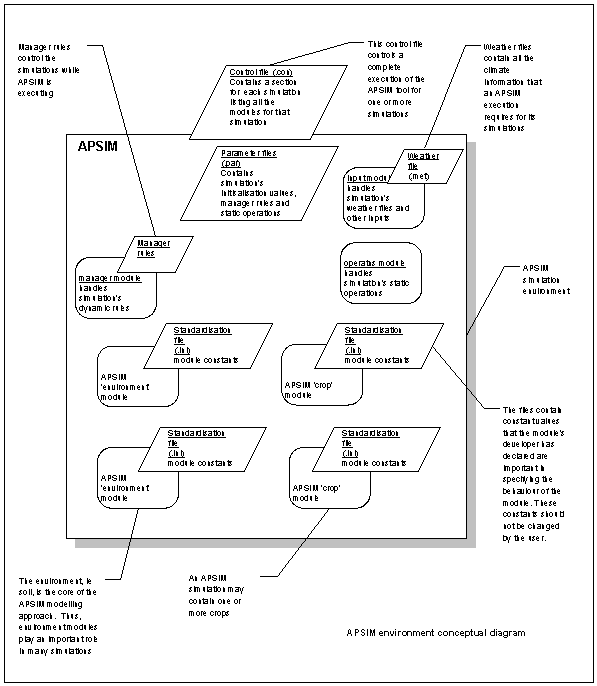 Manager rules
control the
simulations while
APSIM is
executing
This control file
controls a
complete
execution of the
APSIM tool for
one or more
simulations
Weather files
contain all the
climate
information that
an APSIM
execution
requires for its
simulations
Control file (.con)
Contains a section
for each simulation
listing all the
modules for that
simulation
APSIM
Parameter files
(.par)
Contains
simulation's
initialisation values,
manager rules and
static operations
Weather
file
(.met)
input module
handles
simulation's
weather files and
other inputs
Manager
rules
manager module
handles
simulation's
dynamic rules
operatns module
handles
simulation's static
operations
APSIM
simulation
environment
Standardisation
file
(.ini)
module constants
APSIM
'environment'
module
Standardisation
file
(.ini)
module constants
APSIM 'crop'
module
The files contain
constant values
that the module's
developer has
declared are
important in
specifying the
behaviour of the
module. These
constants should
not be changed
by the user.
Standardisation
file
(.ini)
module constants
APSIM
'environment'
module
Standardisation
file
(.ini)
module constants
APSIM 'crop'
module
The environment, ie
soil, is the core of the
APSIM modelling
approach. Thus,
environment modules
play an important role
in many simulations
An APSIM
simulation may
contain one or
more crops
APSIM environment conceptual diagram